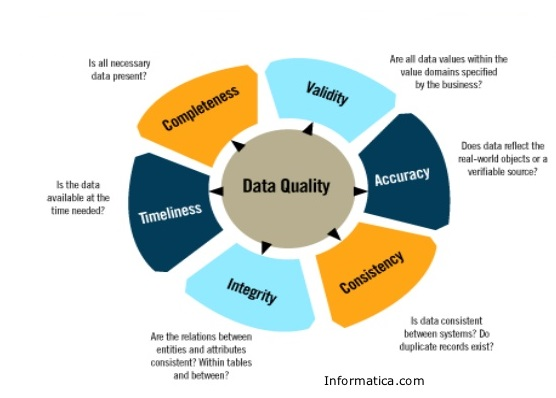 Is all necessary
data present?
Completeness
Validity
Are all data values within the
value domains specified
by the business?
Accuracy
Does data reflect the
real-world objects or a
verifiable source?
Data Quality
Is the data
available at the
time needed?
Timeliness
Integrity
Are the relations between
entities and attributes
consistent? Within tables
and between?
Consistency
Is data consistent
between systems? Do
duplicate records exist?
Informatica.com